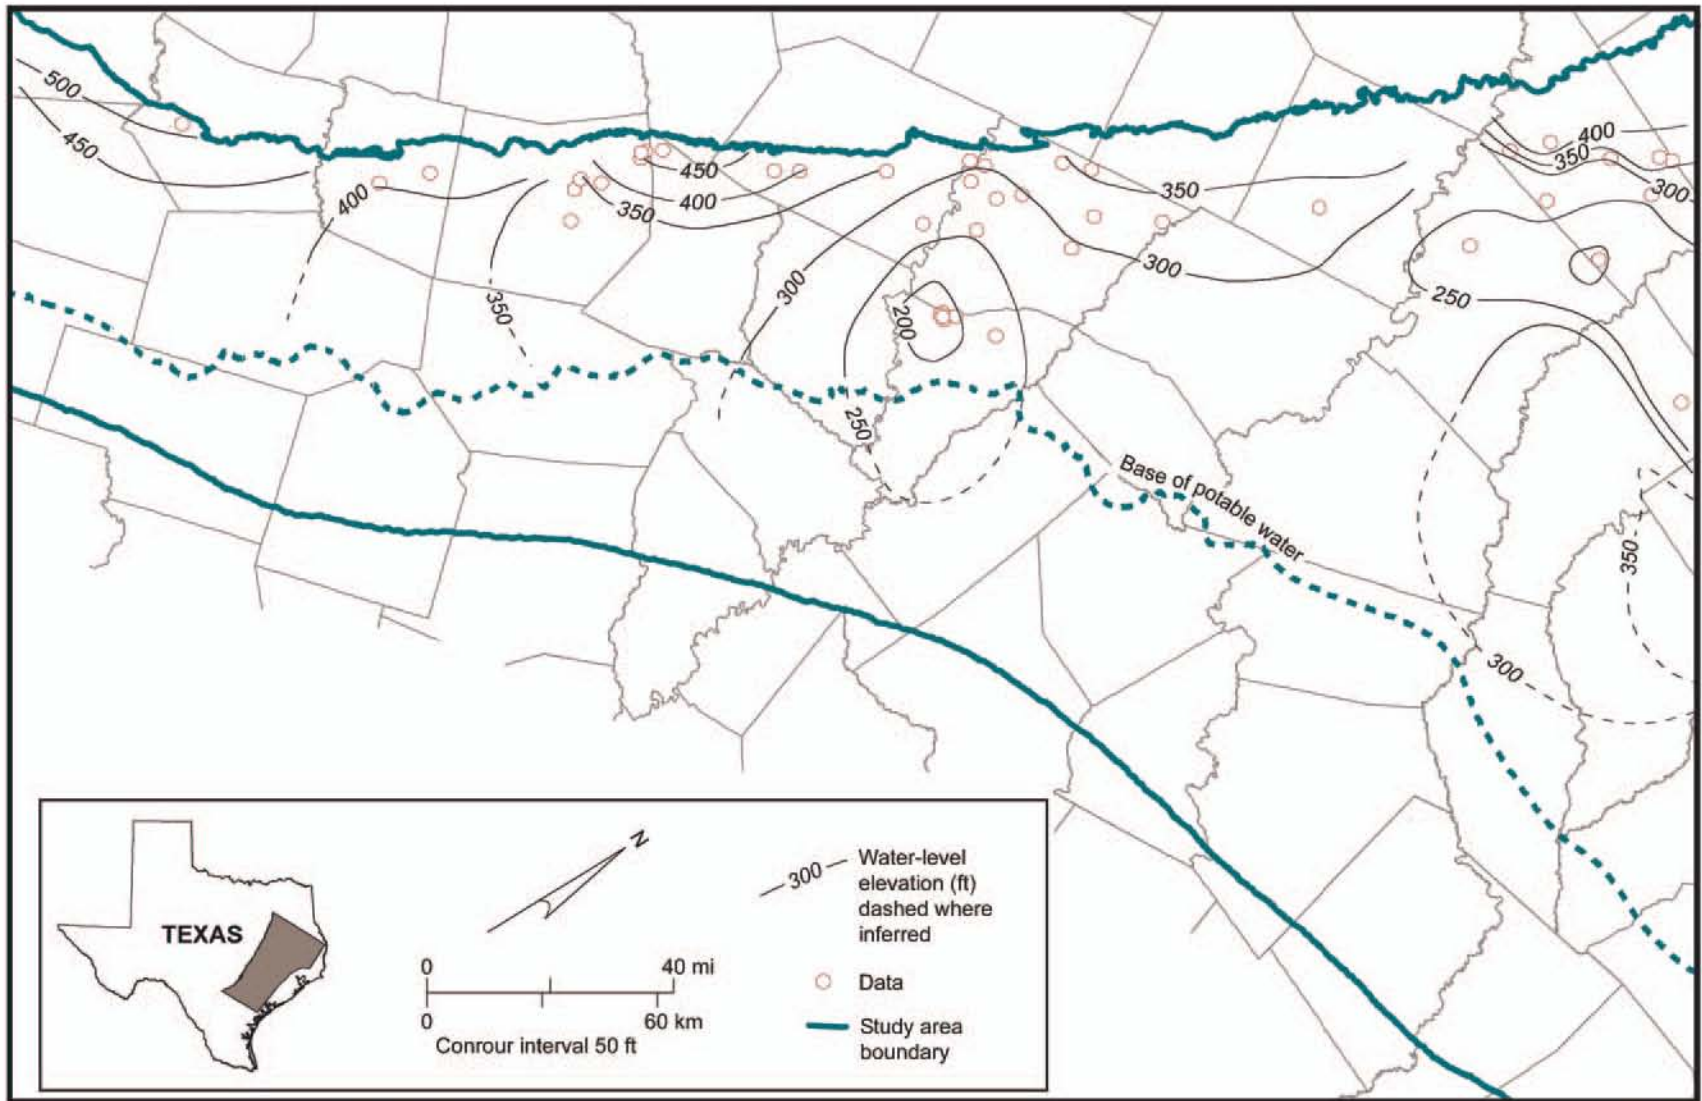 500
450
400
350
450
400
350
300
200
250
350
300
400
350
300
250
350
300
Base of potable water
TEXAS
N
0 40 mi
0 60 km
Conrour interval 50 ft
300
Water-level
elevation (ft)
dashed where
inferred
Data
Study area
boundary